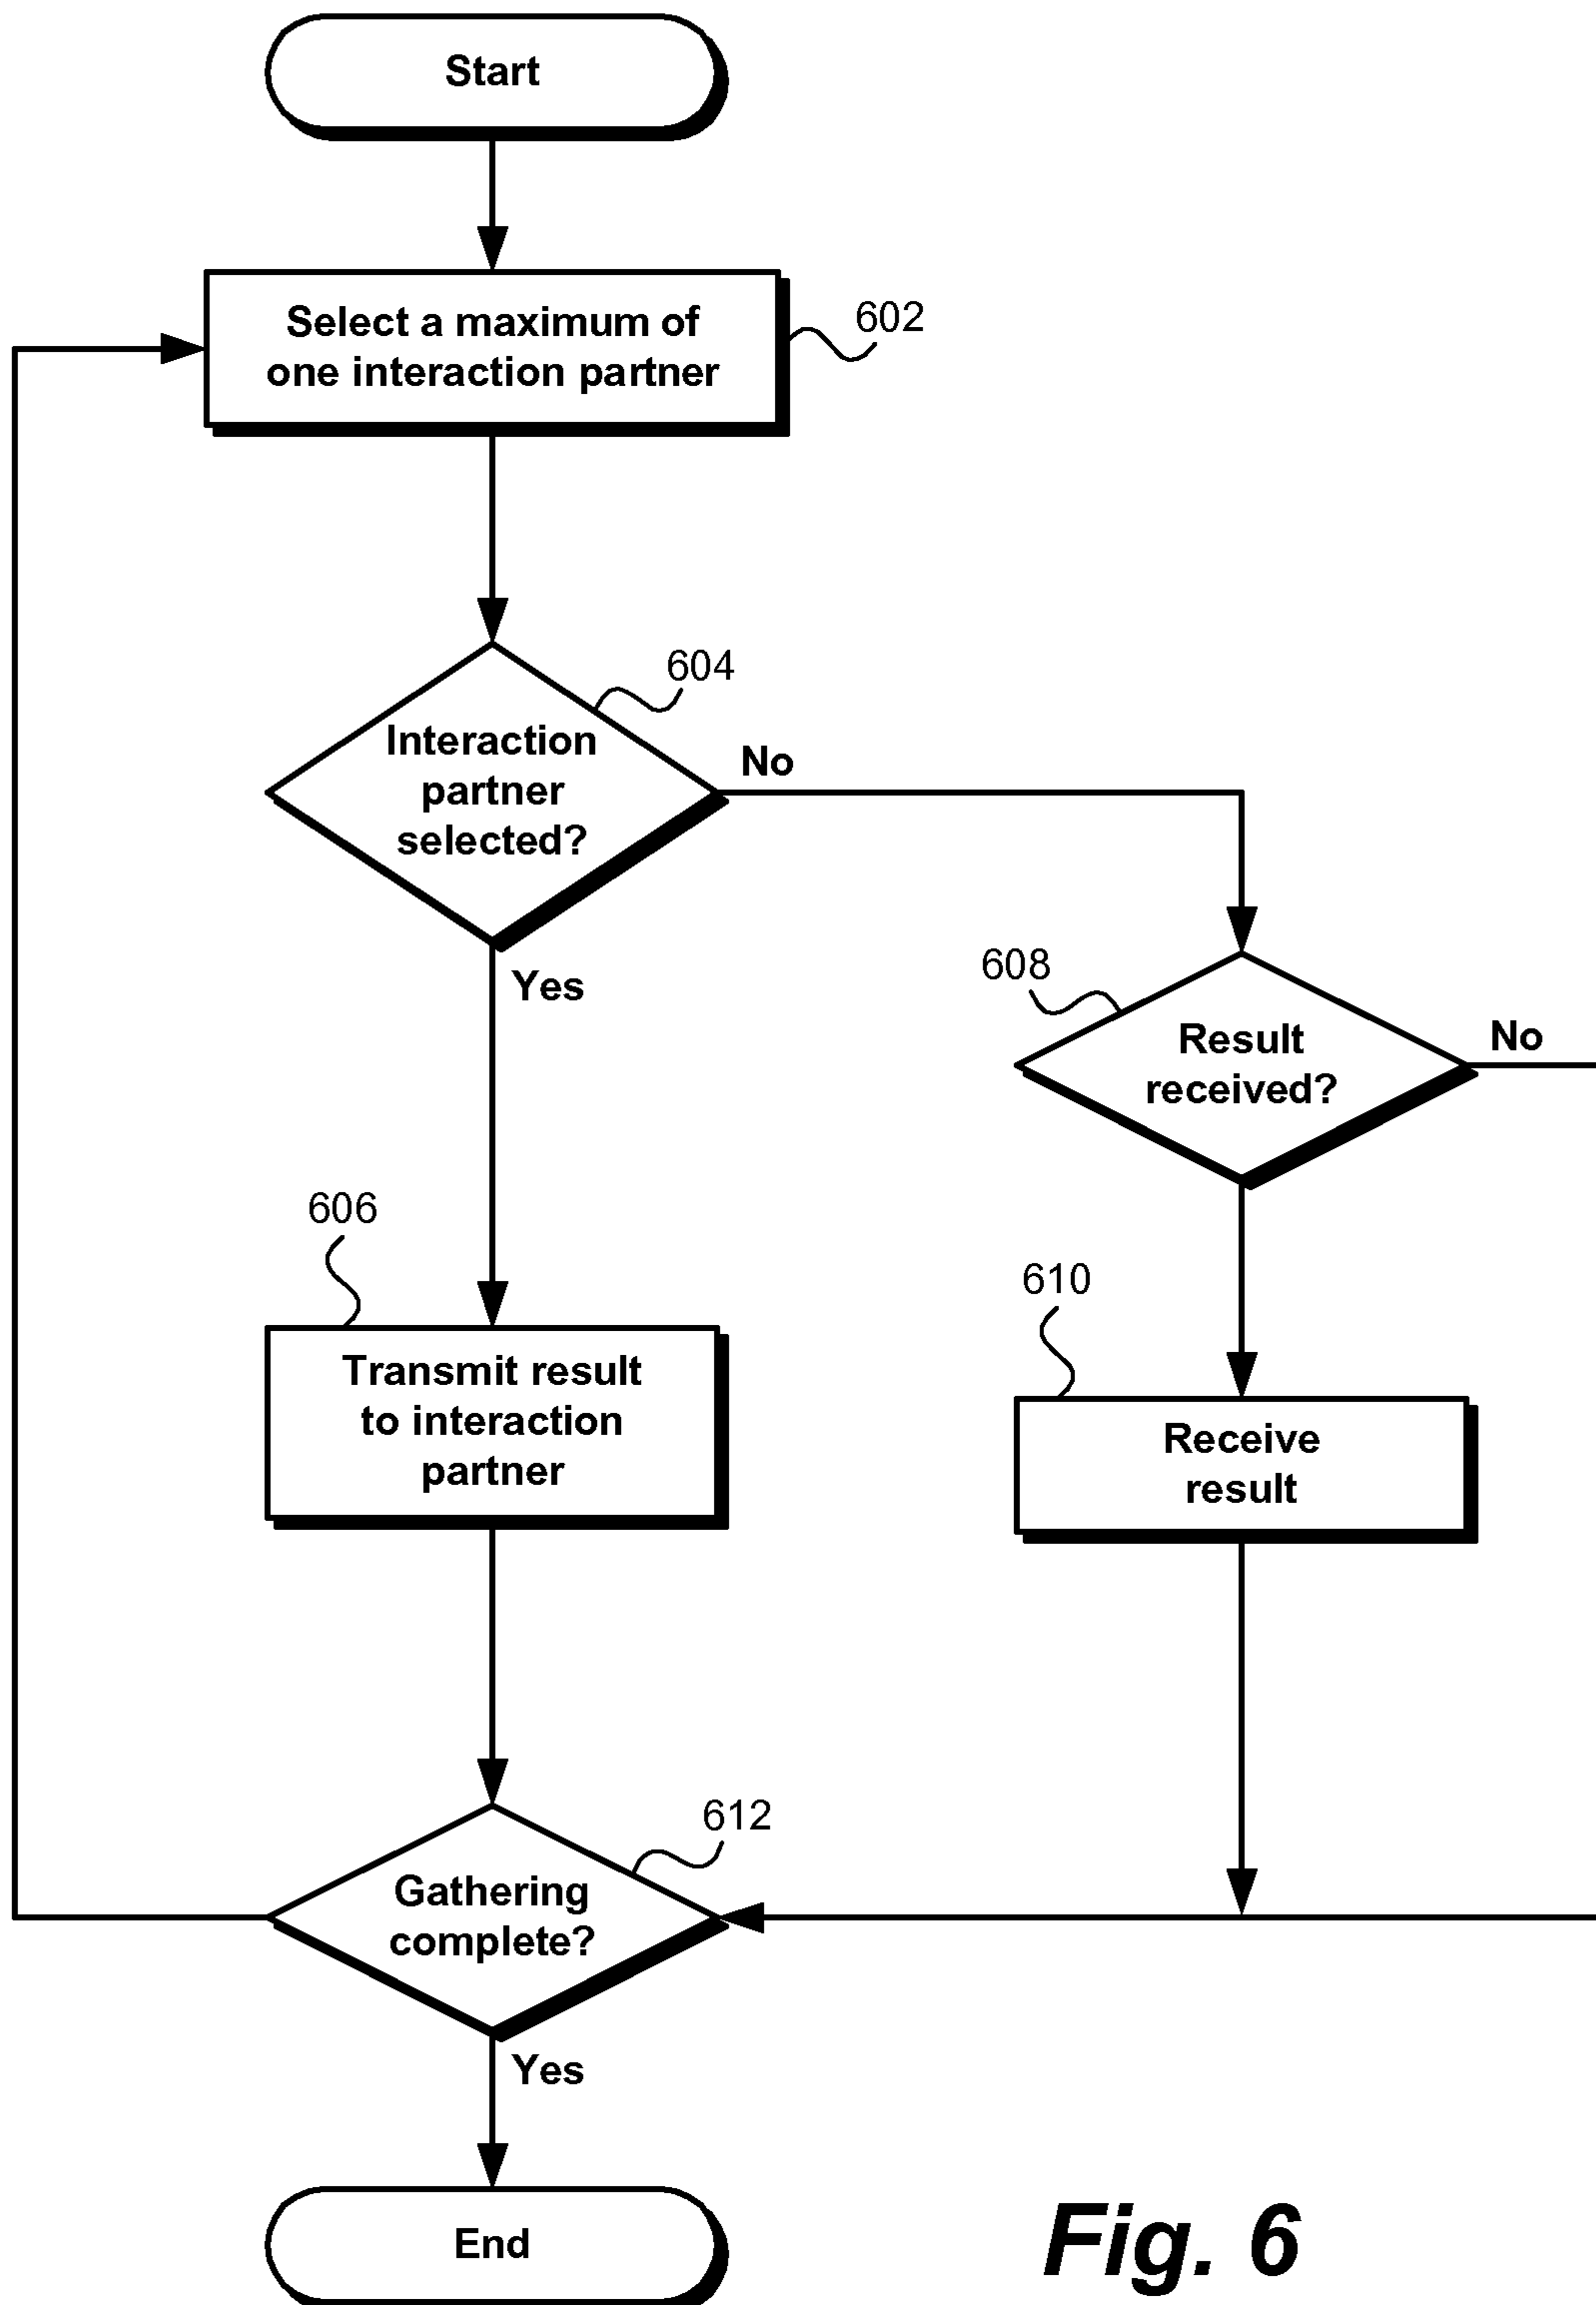 Start
Select a maximum of
one interaction partner
602
604
Interaction
partner
selected?
No
Yes
608
Result
received?
No
606
Transmit result
to interaction
partner
610
Receive
result
612
Gathering
complete?
Yes
End
Fig. 6